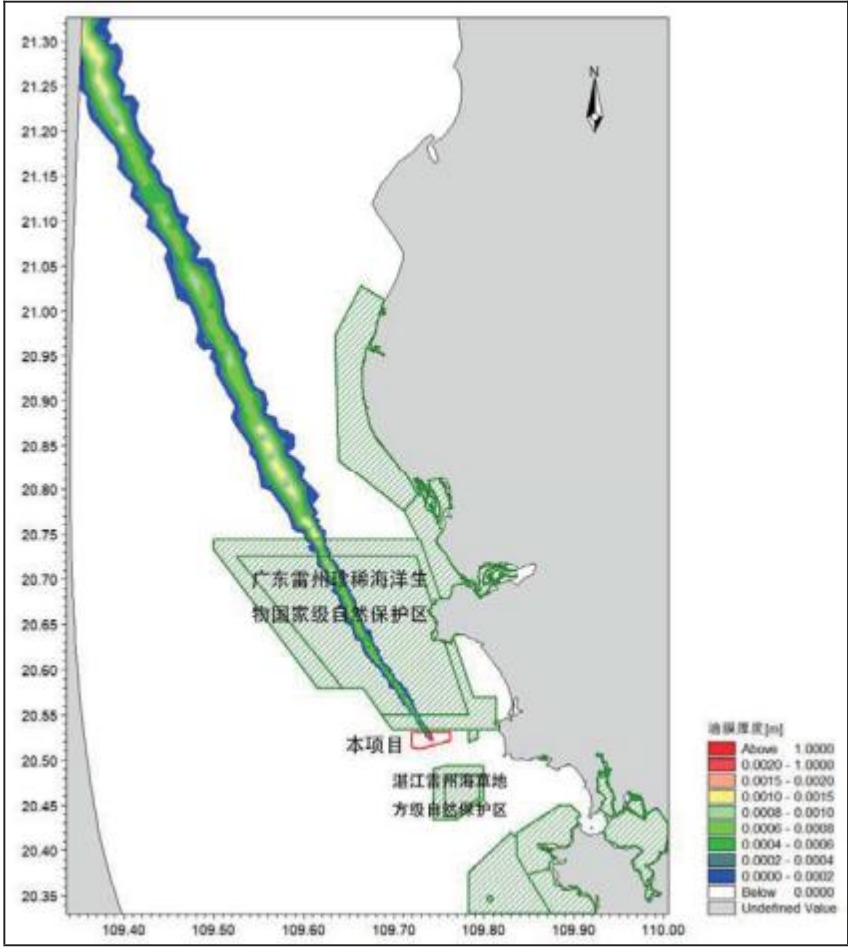 N
21.30
21.25
21.20
21.15
21.10
21.05
21.00
20.95
20.90
20.85
20.80
20.75
20.70
20.65
20.60
20.55
20.50
20.45
20.40
20.35
广东雷州珍稀海洋生
物国家级自然保护区
本项目
湛江雷州海草地
方级自然保护区
油膜厚度[m]
Above 1.0000
0.0020 - 1.0000
0.0015 - 0.0020
0.0010 - 0.0015
0.0008 - 0.0010
0.0006 - 0.0008
0.0004 - 0.0006
0.0002 - 0.0004
0.0000 - 0.0002
Below 0.0000
Undefined Value
109.40 109.50 109.60 109.70 109.80 109.90 110.00